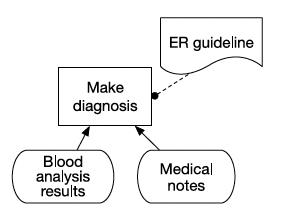 ER guideline
Make
diagnosis
Blood
analysis
results
Medical
notes